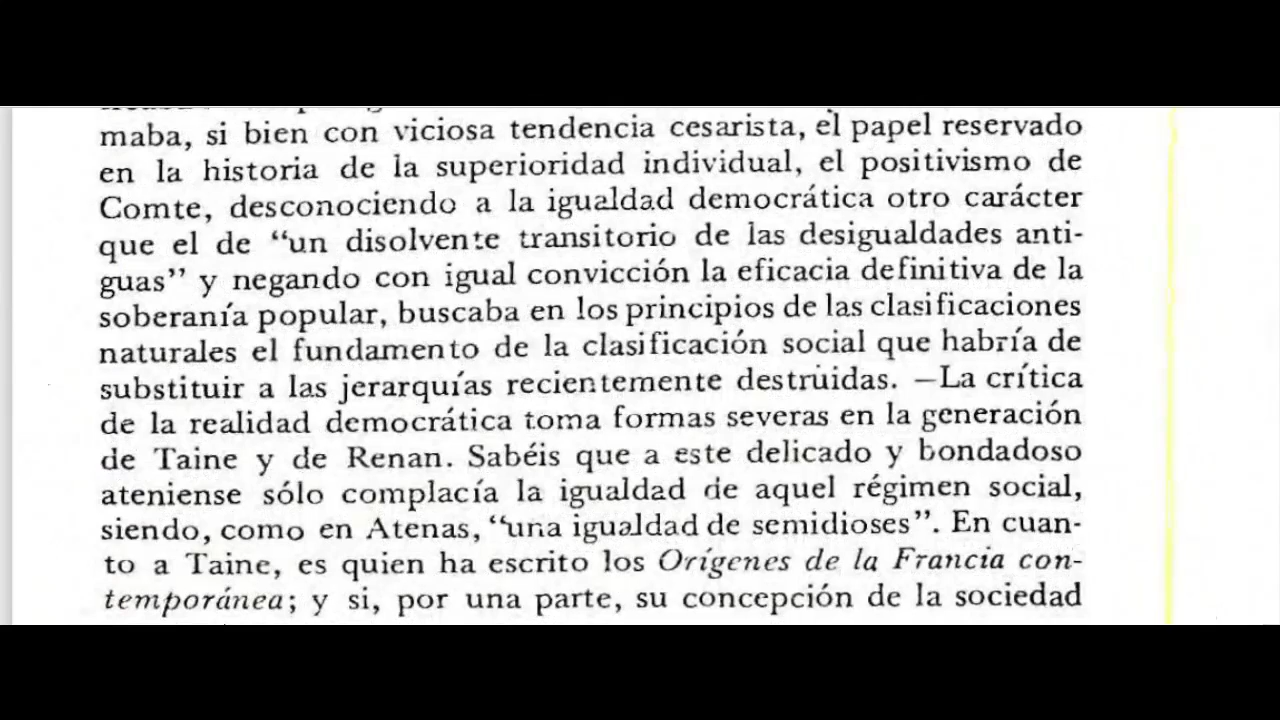 maba, si bien con viciosa tendencia cesarista, el papel reservado
en la historia de la superioridad individual, el positivismo de
Comte, desconociendo a la igualdad democrática otro carácter
que el de “un disolvente transitorio de las desigualdades anti-
guas” y negando con igual convicción la eficacia definitiva de la
soberanía popular, buscaba en los principios de las clasificaciones
naturales el fundamento de la clasificación social que habría de
substituir a las jerarquías recientemente destruidas. —La crítica
de la realidad democrática toma formas severas en la generación
de Taine y de Renan. Sabéis que a este delicado y bondadoso
ateniense sólo complacía la igualdad de aquel régimen social,
siendo, como en Atenas, “una igualdad de semidioses”. En cuan-
to a Taine, es quien ha escrito los Orígenes de la Francia con-
temporánea; y si, por una parte, su concepción de la sociedad